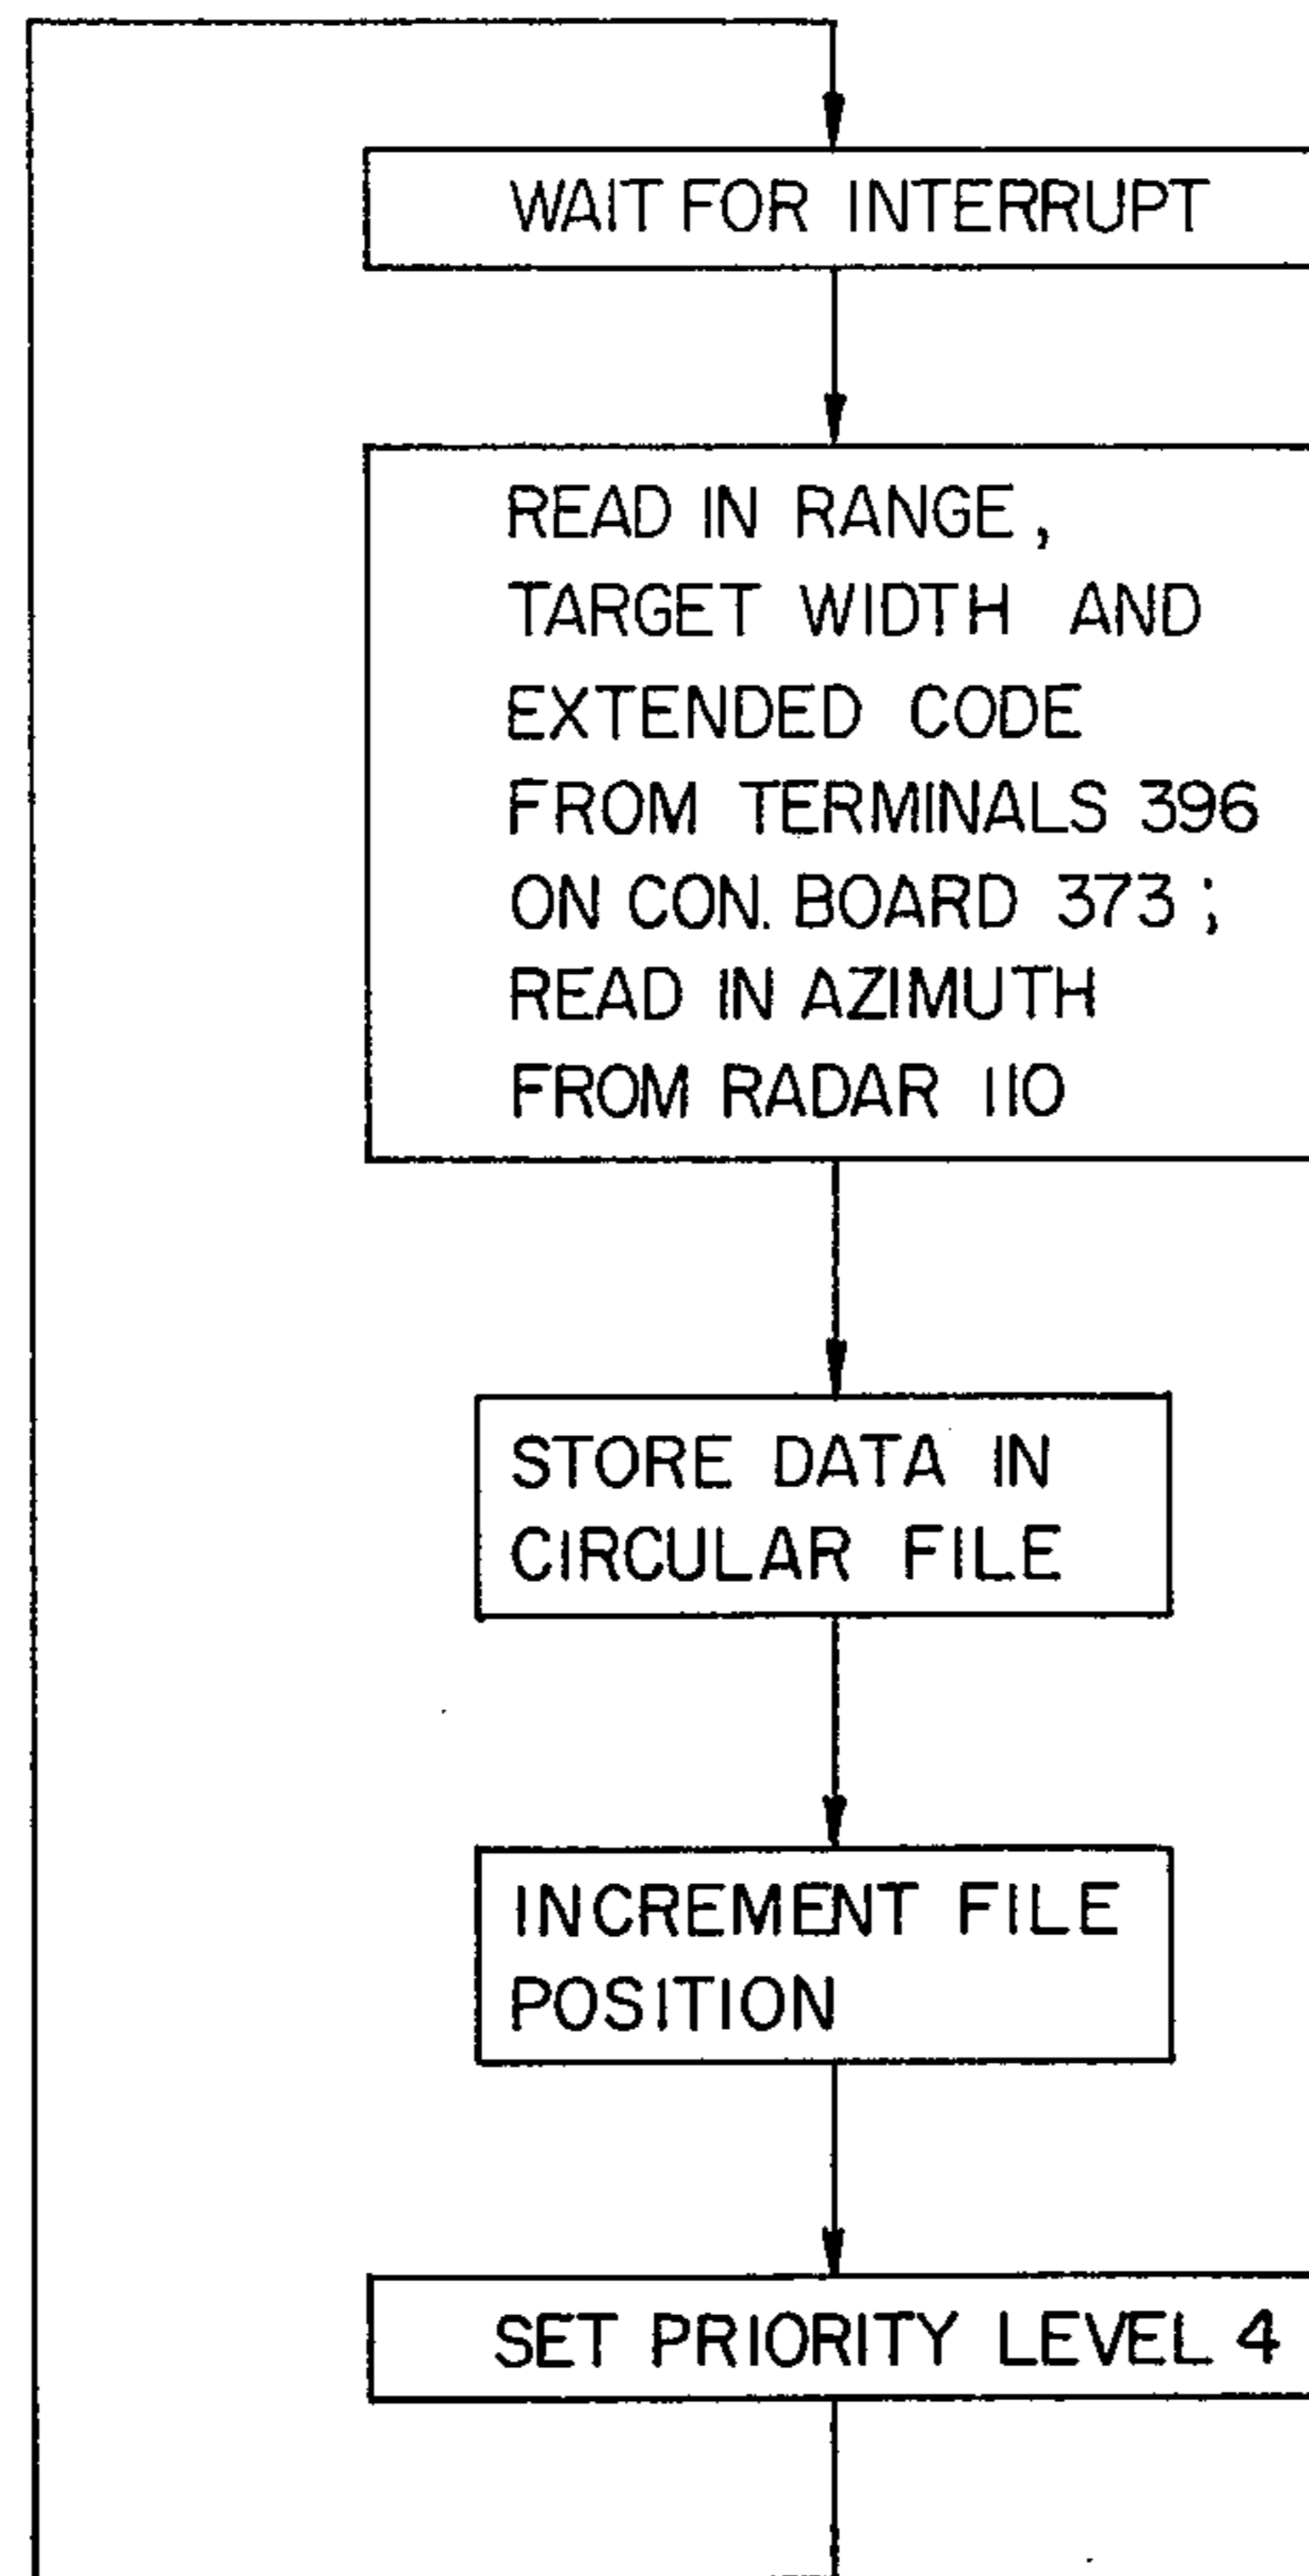 WAIT FOR INTERRUPT
READ IN RANGE,
TARGET WIDTH AND
EXTENDED CODE
FROM TERMINALS 396
ON CON. BOARD 373;
READ IN AZIMUTH
FROM RADAR 110
STORE DATA IN
CIRCULAR FILE
INCREMENT FILE
POSITION
SET PRIORITY LEVEL 4